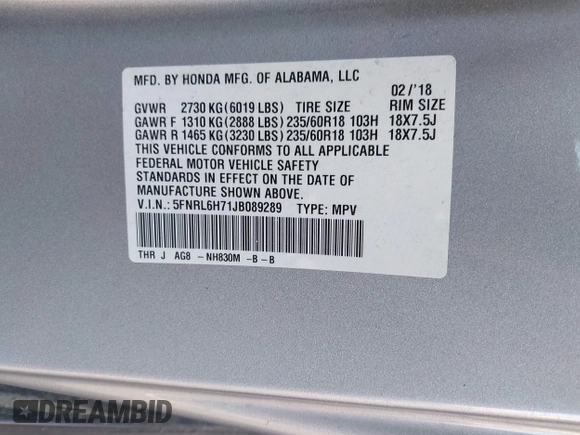 MFD. BY HONDA MFG. OF ALABAMA, LLC
02/'18
GVWR 2730 KG(6019 LBS) TIRE SIZE RIM SIZE
GAWR F 1310 KG(2888 LBS)235/60R18 103H 18X7.5J
GAWR R 1465 KG(3230 LBS)235/60R18 103H 18X7.5J
THIS VEHICLE CONFORMS TO ALL APPLICABLE
FEDERAL MOTOR VEHICLE SAFETY
STANDARDS IN EFFECT ON THE DATE OF
MANUFACTURE SHOWN ABOVE.
V.I.N.: 5FNRL6H71JB089289 TYPE: MPV
THR J AG8 -NH830M -B-B
DREAMBID